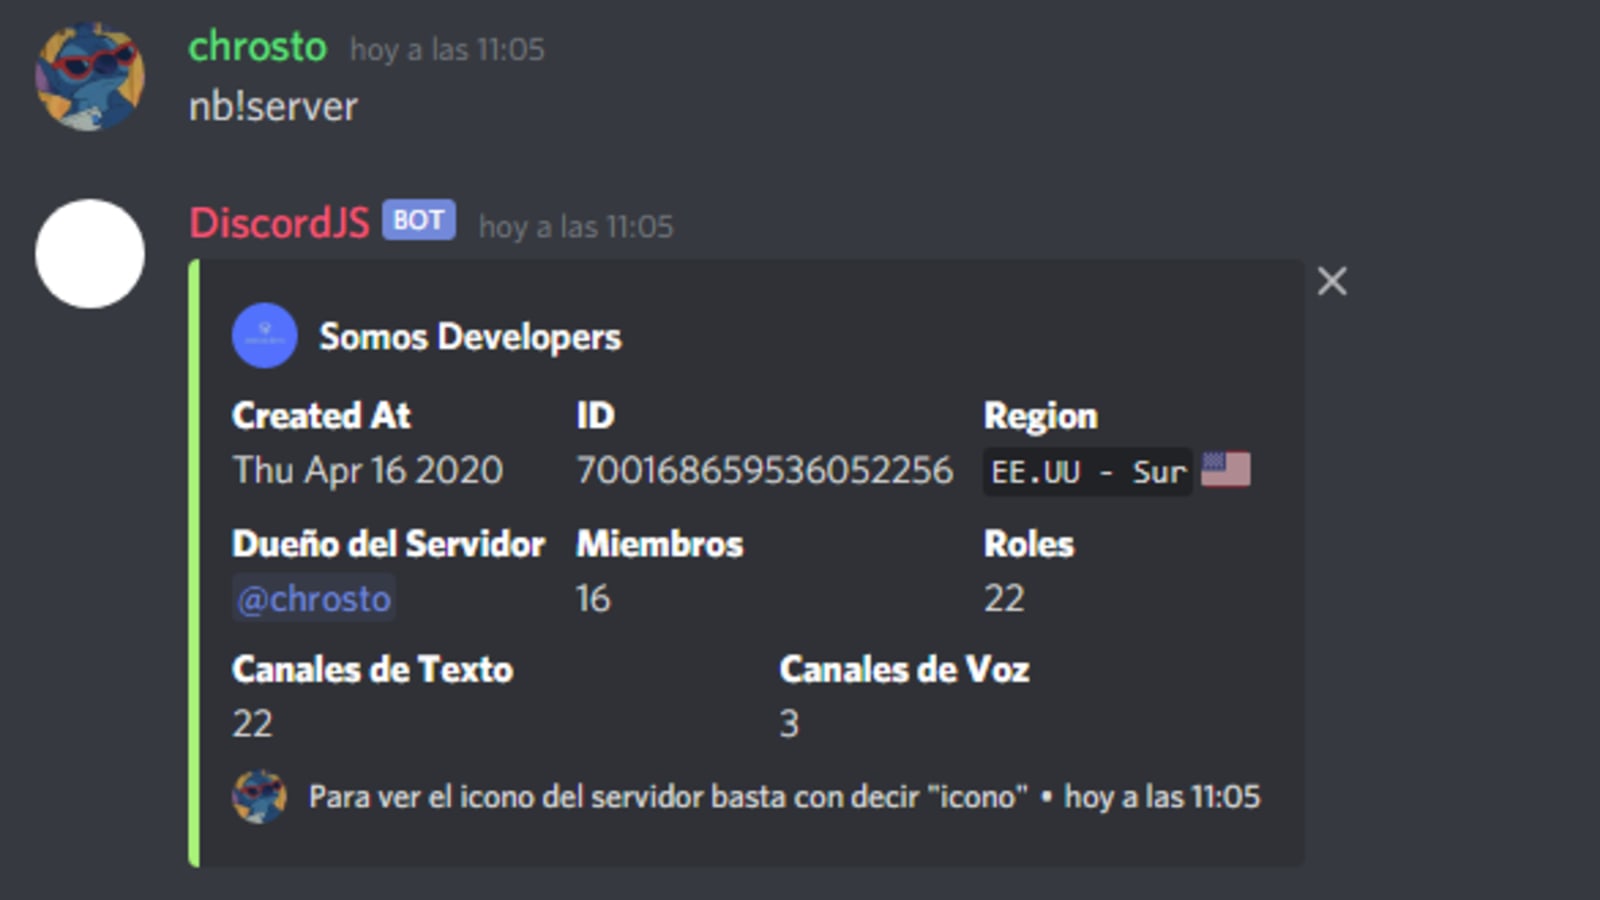 chrosto hoy a las 11:05
nb!server
DiscordJS BOT hoy a las 11:05
Somos Developers
Created At ID Region
Thu Apr 16 2020 700168659536052256 EE.UU - Sur
Dueño del Servidor Miembros Roles
@chrosto 16 22
Canales de Texto Canales de Voz
22 3
Para ver el icono del servidor basta con decir "icono" • hoy a las 11:05